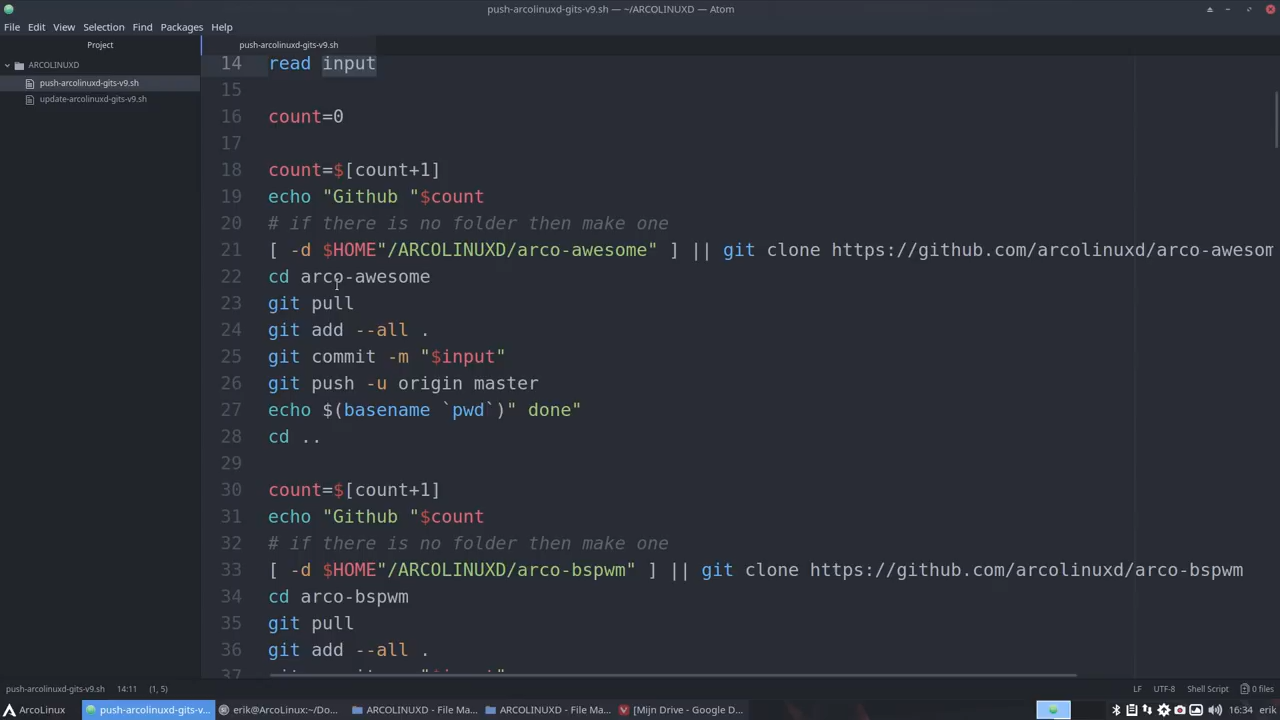 push-arcolinuxd-gits-v9.sh — ~/ARCOLINUXD — Atom
File Edit View Selection Find Packages Help
Project
push-arcolinuxd-gits-v9.sh
ARCOLINUXD
push-arcolinuxd-gits-v9.sh
update-arcolinuxd-gits-v9.sh
14 read input
15
16 count=0
17
18 count=$[count+1]
19 echo "Github "$count
20 # if there is no folder then make one
21 [ -d $HOME"/ARCOLINUXD/arco-awesome" ] || git clone https://github.com/arcolinuxd/arco-awesom
22 cd arco-awesome
23 git pull
24 git add --all .
25 git commit -m "$input"
26 git push -u origin master
27 echo $(basename `pwd`)" done"
28 cd ..
29
30 count=$[count+1]
31 echo "Github "$count
32 # if there is no folder then make one
33 [ -d $HOME"/ARCOLINUXD/arco-bspwm" ] || git clone https://github.com/arcolinuxd/arco-bspwm
34 cd arco-bspwm
35 git pull
36 git add --all .
37
push-arcolinuxd-gits-v9.sh 14:11 (1, 5) LF UTF-8 Shell Script 0 files
ArcoLinux push-arcolinuxd-gits-v... erik@ArcoLinux:~/Do... ARCOLINUXD - File Ma... ARCOLINUXD - File Ma... [Mijn Drive - Google D... 16:34 erik